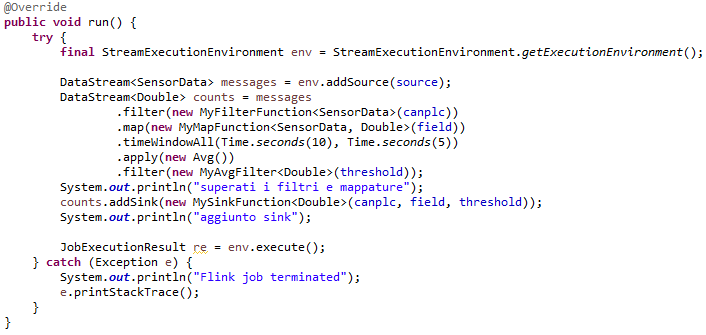 @Override
public void run() {
    try {
        final StreamExecutionEnvironment env = StreamExecutionEnvironment.getExecutionEnvironment();

        DataStream<SensorData> messages = env.addSource(source);
        DataStream<Double> counts = messages
                .filter(new MyFilterFunction<SensorData>(canplc))
                .map(new MyMapFunction<SensorData, Double>(field))
                .timeWindowAll(Time.seconds(10), Time.seconds(5))
                .apply(new Avg())
                .filter(new MyAvgFilter<Double>(threshold));
        System.out.println("superati i filtri e mappature");
        counts.addSink(new MySinkFunction<Double>(canplc, field, threshold));
        System.out.println("aggiunto sink");

        JobExecutionResult re = env.execute();
    } catch (Exception e) {
        System.out.println("Flink job terminated");
        e.printStackTrace();
    }
}